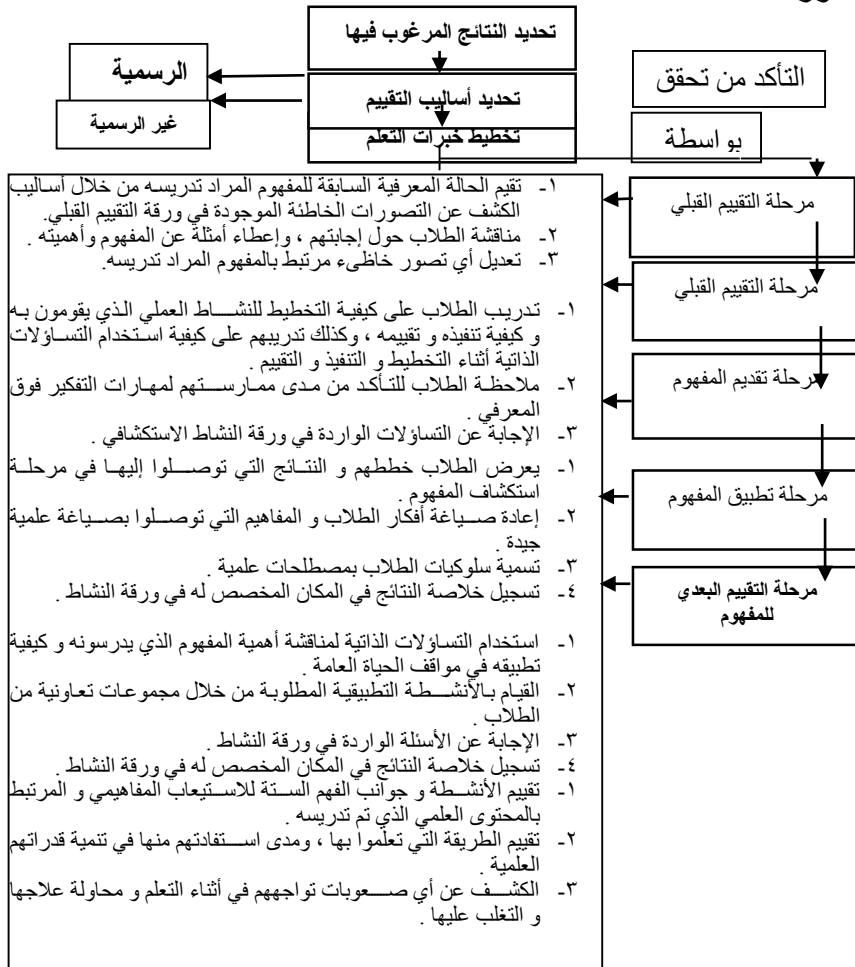 تحديد النتائج المرغوب فيها
الرسمية
تحديد أساليب التقييم
غير الرسمية
تخطيط خبرات التعلم
التأكد من تحقق
بواسطة
مرحلة التقييم القبلي
مرحلة التقييم القبلي
مرحلة تقديم المفهوم
مرحلة تطبيق المفهوم
مرحلة التقييم البعدي
للمفهوم
١- تقيم الحالة المعرفية السابقة للمفهوم المراد تدريسه من خلال أساليب
الكشف عن التصورات الخاطئة الموجودة في ورقة التقييم القبلي.
٢- مناقشة الطلاب حول إجابتهم ، وإعطاء أمثلة عن المفهوم وأهميته .
٣- تعديل أي تصور خاظىء مرتبط بالمفهوم المراد تدريسه.
١- تدريب الطلاب على كيفية التخطيط للنشاط العملي الذي يقومون به
و كيفية تنفيذه و تقييمه ، وكذلك تدريبهم على كيفية استخدام التساؤلات
الذاتية أثناء التخطيط و التنفيذ و التقييم .
٢- ملاحظة الطلاب للتأكد من مدى ممارستهم لمهارات التفكير فوق
المعرفي .
٣- الإجابة عن التساؤلات الواردة في ورقة النشاط الاستكشافي .
١- يعرض الطلاب خططهم و النتائج التي توصلوا إليها في مرحلة
استكشاف المفهوم .
٢- إعادة صياغة أفكار الطلاب و المفاهيم التي توصلوا بصياغة علمية
جيدة .
٣- تسمية سلوكيات الطلاب بمصطلحات علمية .
٤- تسجيل خلاصة النتائج في المكان المخصص له في ورقة النشاط .
١- استخدام التساؤلات الذاتية لمناقشة أهمية المفهوم الذي يدرسونه و كيفية
تطبيقه في مواقف الحياة العامة .
٢- القيام بالأنشطة التطبيقية المطلوبة من خلال مجموعات تعاونية من
الطلاب .
٣- الإجابة عن الأسئلة الواردة في ورقة النشاط .
٤- تسجيل خلاصة النتائج في المكان المخصص له في ورقة النشاط .
١- تقييم الأنشطة و جوانب الفهم الستة للاستيعاب المفاهيمي و المرتبط
بالمحتوى العلمي الذي تم تدريسه .
٢- تقييم الطريقة التي تعلموا بها ، ومدى استفادتهم منها في تنمية قدراتهم
العلمية .
٣- الكشف عن أي صعوبات تواجههم في أثناء التعلم و محاولة علاجها
و التغلب عليها .